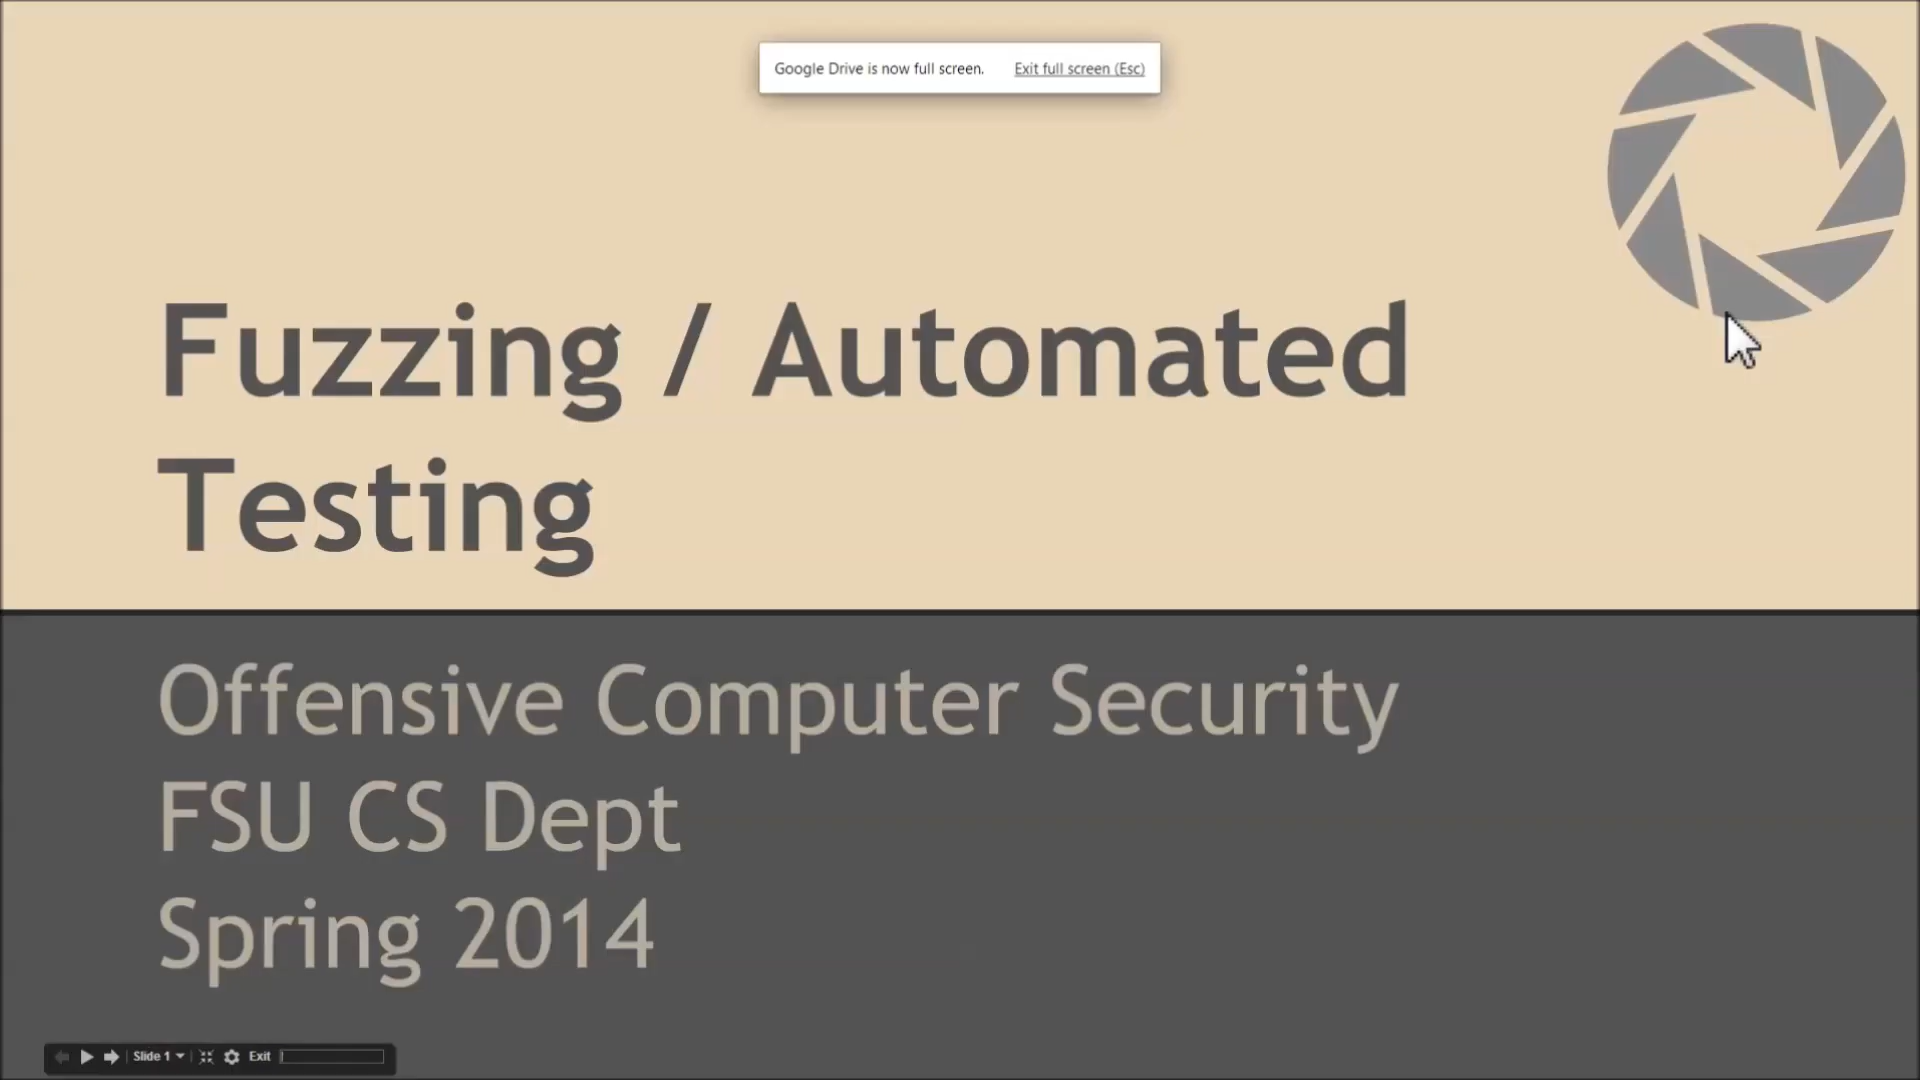 Google Drive is now full screen. Exit full screen (Esc)
Fuzzing / Automated
Testing
Offensive Computer Security
FSU CS Dept
Spring 2014
Slide 1 Exit